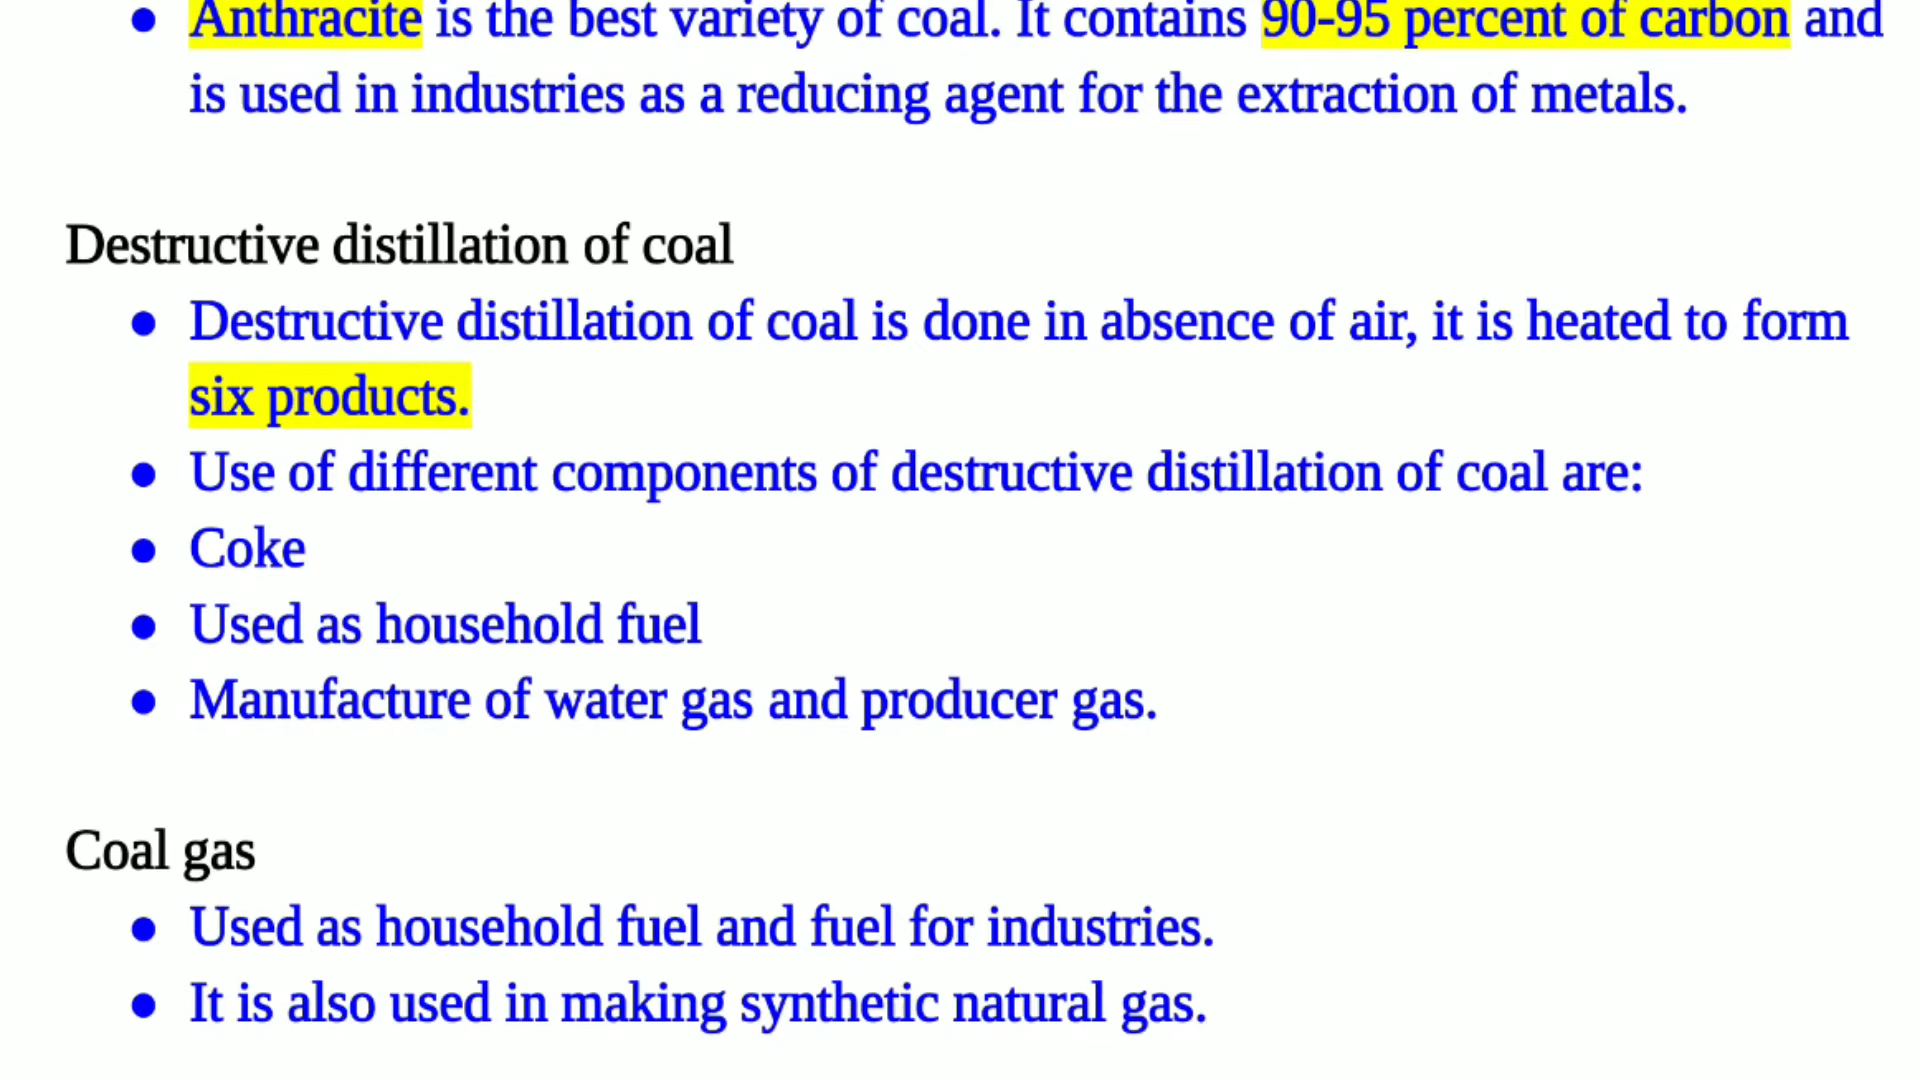 ● Anthracite is the best variety of coal. It contains 90-95 percent of carbon and
is used in industries as a reducing agent for the extraction of metals.
Destructive distillation of coal
● Destructive distillation of coal is done in absence of air, it is heated to form
six products.
● Use of different components of destructive distillation of coal are:
● Coke
● Used as household fuel
● Manufacture of water gas and producer gas.
Coal gas
● Used as household fuel and fuel for industries.
● It is also used in making synthetic natural gas.